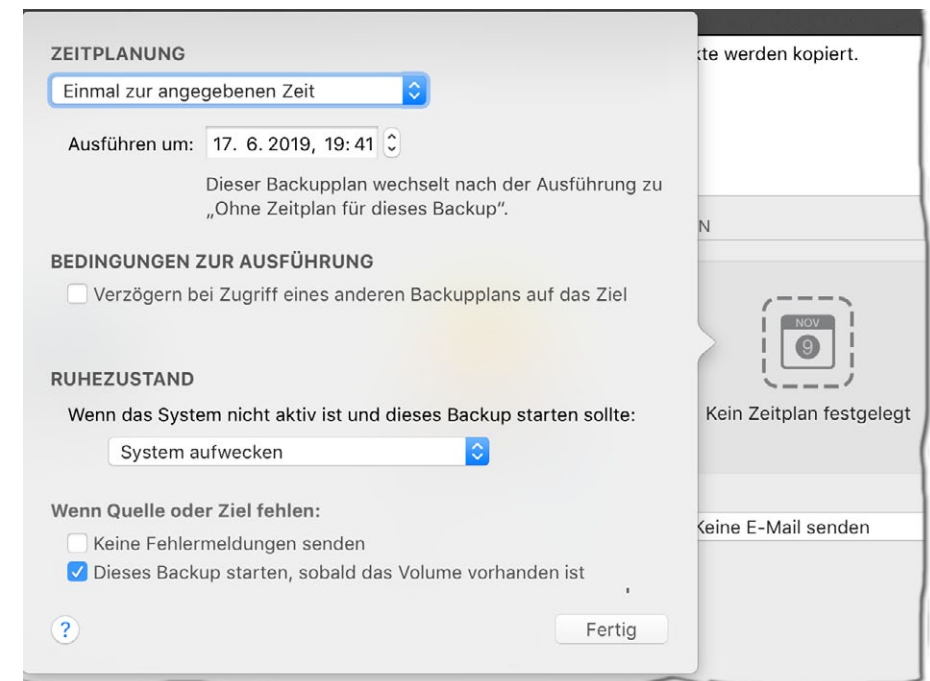 ZEITPLANUNG
Einmal zur angegebenen Zeit
Ausführen um: 17. 6. 2019, 19:41
Dieser Backupplan wechselt nach der Ausführung zu
„Ohne Zeitplan für dieses Backup“.
BEDINGUNGEN ZUR AUSFÜHRUNG
Verzögern bei Zugriff eines anderen Backupplans auf das Ziel
RUHEZUSTAND
Wenn das System nicht aktiv ist und dieses Backup starten sollte:
System aufwecken
Wenn Quelle oder Ziel fehlen:
Keine Fehlermeldungen senden
Dieses Backup starten, sobald das Volume vorhanden ist
?
Fertig
werden kopiert.
N
NOV
9
Kein Zeitplan festgelegt
Keine E-Mail senden